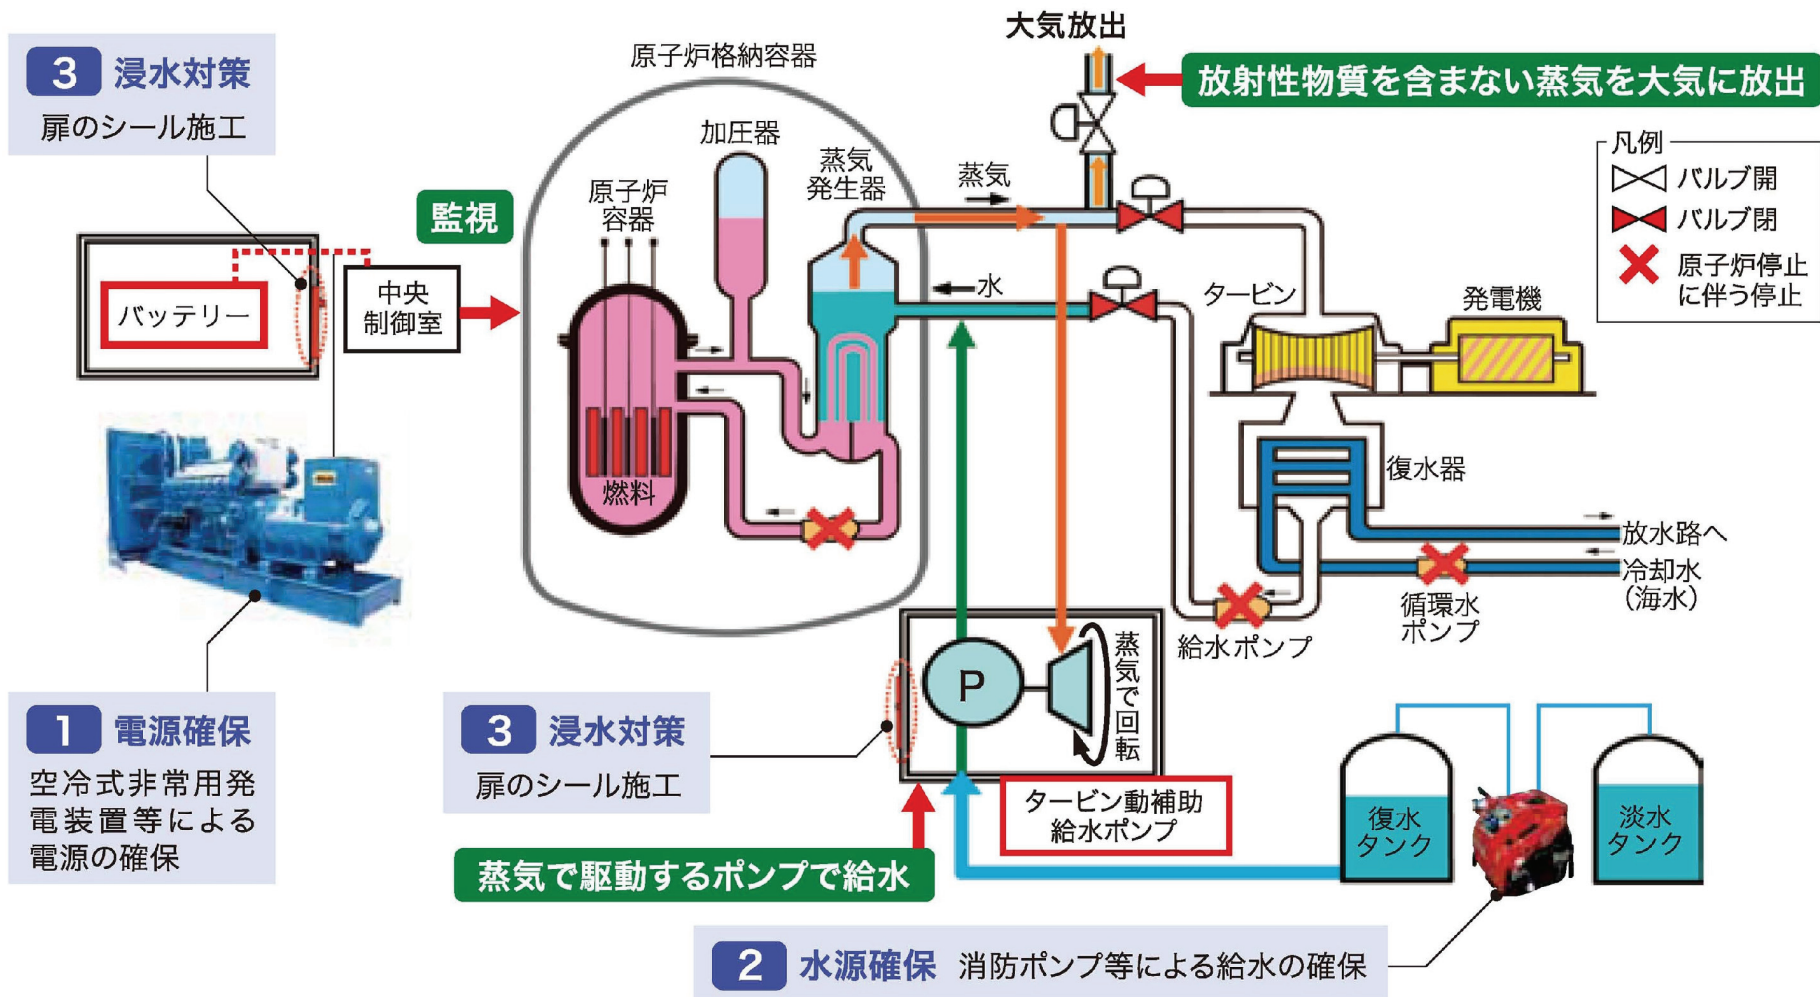 3 浸水対策
扉のシール施工
監視
バッテリー
中央
制御室
1 電源確保
空冷式非常用発
電装置等による
電源の確保
原子炉格納容器
加圧器
原子炉
容器
蒸気
発生器
燃料
大気放出
放射性物質を含まない蒸気を大気に放出
蒸気
水
凡例
バルブ開
バルブ閉
原子炉停止
に伴う停止
タービン
発電機
復水器
放水路へ
冷却水
（海水）
循環水
ポンプ
給水ポンプ
3 浸水対策
扉のシール施工
P
蒸気で回転
タービン動補助
給水ポンプ
蒸気で駆動するポンプで給水
復水
タンク
淡水
タンク
2 水源確保 消防ポンプ等による給水の確保